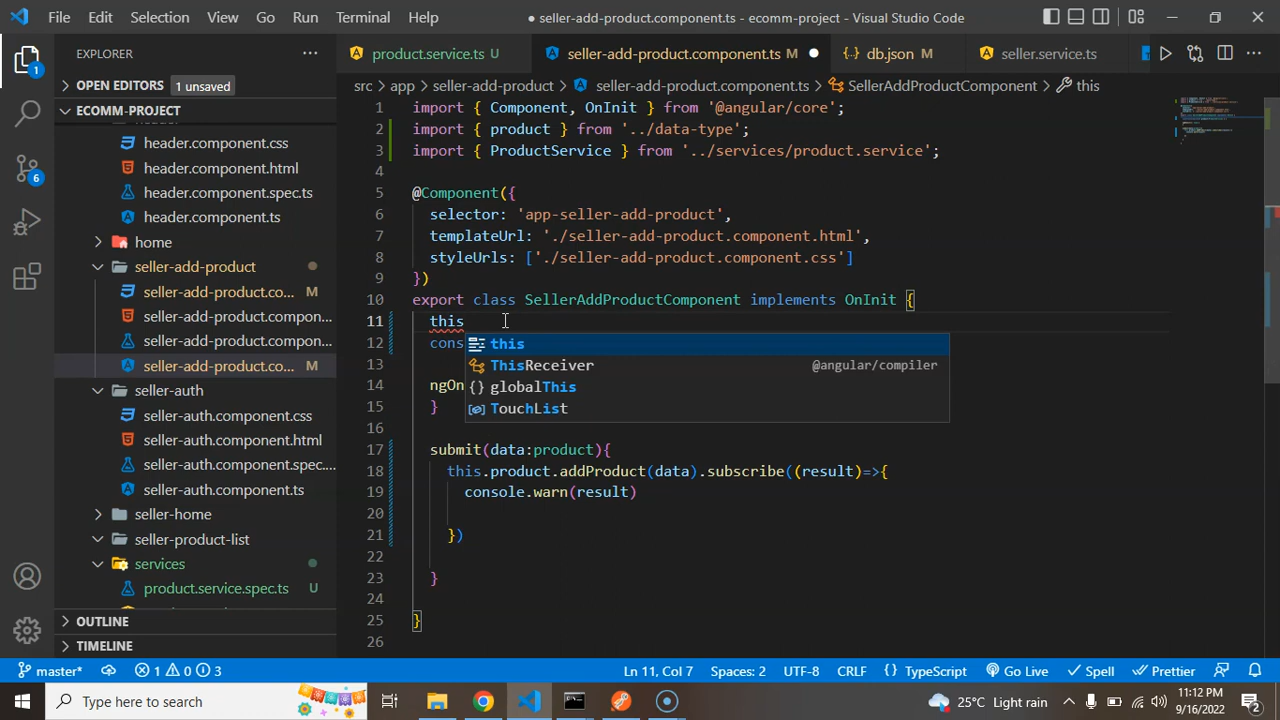 File Edit Selection View Go Run Terminal Help
● seller-add-product.component.ts - ecomm-project - Visual Studio Code
EXPLORER
product.service.ts U
seller-add-product.component.ts M
db.json M
seller.service.ts
1
OPEN EDITORS 1 unsaved
src > app > seller-add-product > seller-add-product.component.ts > SellerAddProductComponent > this
ECOMM-PROJECT
header.component.css
header.component.html
header.component.spec.ts
header.component.ts
home
seller-add-product
seller-add-product.co... M
seller-add-product.compon...
seller-add-product.compon...
seller-add-product.co... M
seller-auth
seller-auth.component.css
seller-auth.component.html
seller-auth.component.spec....
seller-auth.component.ts
seller-home
seller-product-list
services
product.service.spec.ts U
OUTLINE
TIMELINE
6
1 import { Component, OnInit } from '@angular/core';
2 import { product } from '../data-type';
3 import { ProductService } from '../services/product.service';
4
5 @Component({
6 selector: 'app-seller-add-product',
7 templateUrl: './seller-add-product.component.html',
8 styleUrls: ['./seller-add-product.component.css']
9 })
10 export class SellerAddProductComponent implements OnInit {
11 this
12 cons
13
14 ngOn
15 }
16
17 submit(data:product){
18 this.product.addProduct(data).subscribe((result)=>{
19 console.warn(result)
20
21 })
22
23 }
24
25 }
26
this
ThisReceiver @angular/compiler
globalThis
TouchList
master* 1 0 3 Ln 11, Col 7 Spaces: 2 UTF-8 CRLF {} TypeScript Go Live Spell Prettier
Type here to search
25°C Light rain
11:12 PM
9/16/2022
2